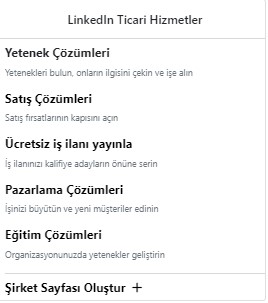 LinkedIn Ticari Hizmetler
Yetenek Çözümleri
Yetenekleri bulun, onların ilgisini çekin ve işe alın
Satış Çözümleri
Satış fırsatlarının kapısını açın
Ücretsiz iş ilanı yayınla
İş ilanınızı kalifiye adayların önüne serin
Pazarlama Çözümleri
İşinizi büyütün ve yeni müşteriler edinin
Eğitim Çözümleri
Organizasyonunuzda yetenekler geliştirin
Şirket Sayfası Oluştur +